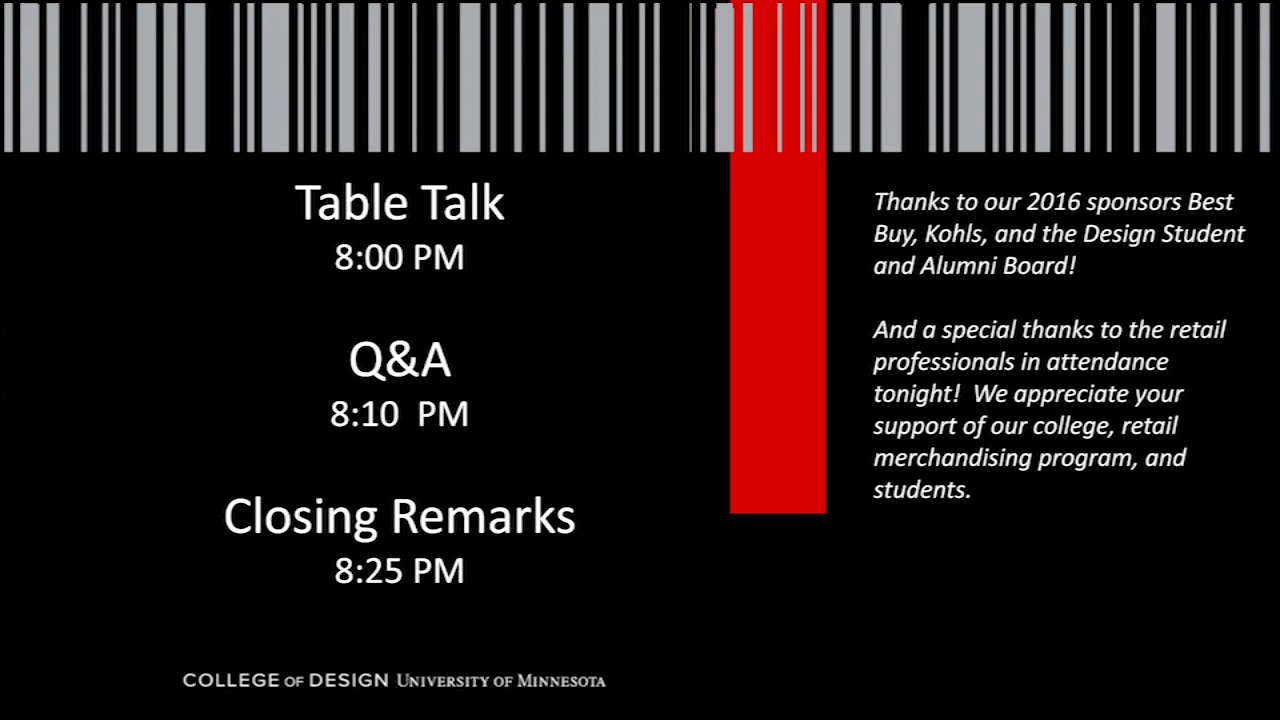 Table Talk
8:00 PM
Q&A
8:10  PM
Closing Remarks
8:25 PM
Thanks to our 2016 sponsors Best
Buy, Kohls, and the Design Student
and Alumni Board!
And a special thanks to the retail
professionals in attendance
tonight!  We appreciate your
support of our college, retail
merchandising program, and
students.
COLLEGE OF DESIGN UNIVERSITY OF MINNESOTA